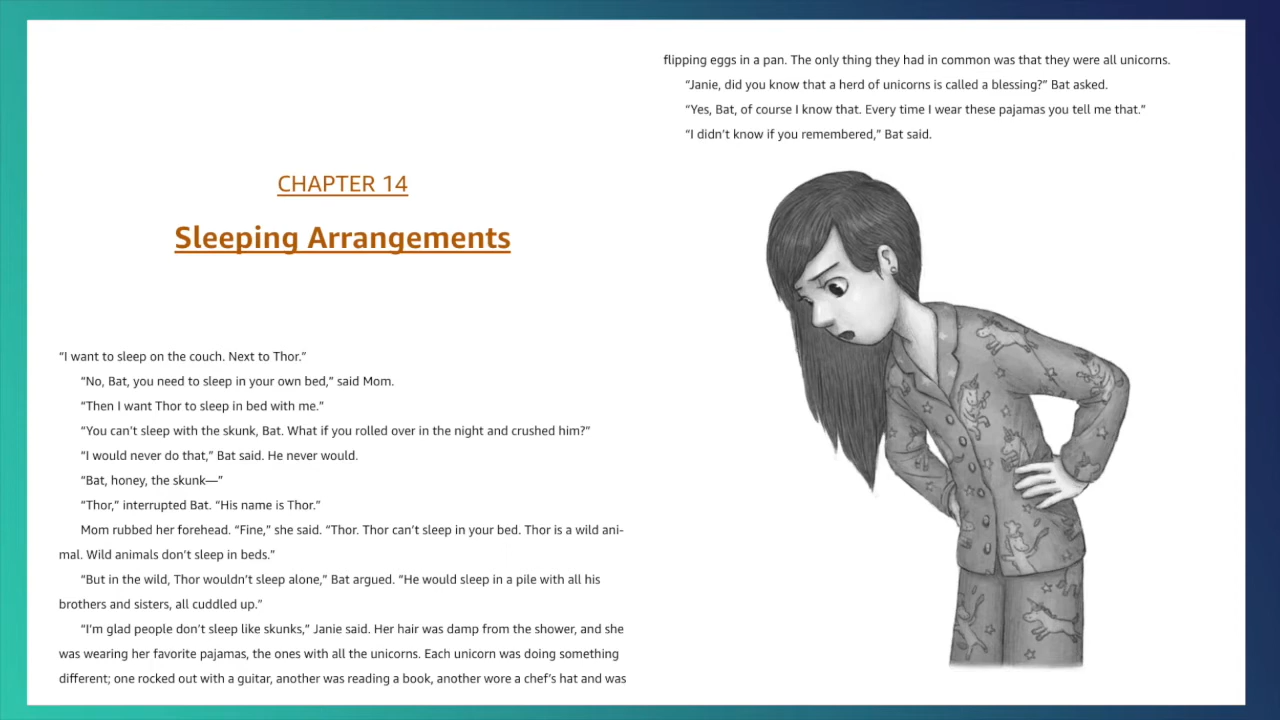 CHAPTER 14
Sleeping Arrangements
“I want to sleep on the couch. Next to Thor.”
“No, Bat, you need to sleep in your own bed,” said Mom.
“Then I want Thor to sleep in bed with me.”
“You can’t sleep with the skunk, Bat. What if you rolled over in the night and crushed him?”
“I would never do that,” Bat said. He never would.
“Bat, honey, the skunk—”
“Thor,” interrupted Bat. “His name is Thor.”
Mom rubbed her forehead. “Fine,” she said. “Thor. Thor can’t sleep in your bed. Thor is a wild ani-
mal. Wild animals don’t sleep in beds.”
“But in the wild, Thor wouldn’t sleep alone,” Bat argued. “He would sleep in a pile with all his
brothers and sisters, all cuddled up.”
“I’m glad people don’t sleep like skunks,” Janie said. Her hair was damp from the shower, and she
was wearing her favorite pajamas, the ones with all the unicorns. Each unicorn was doing something
different; one rocked out with a guitar, another was reading a book, another wore a chef’s hat and was
flipping eggs in a pan. The only thing they had in common was that they were all unicorns.
“Janie, did you know that a herd of unicorns is called a blessing?” Bat asked.
“Yes, Bat, of course I know that. Every time I wear these pajamas you tell me that.”
“I didn’t know if you remembered,” Bat said.